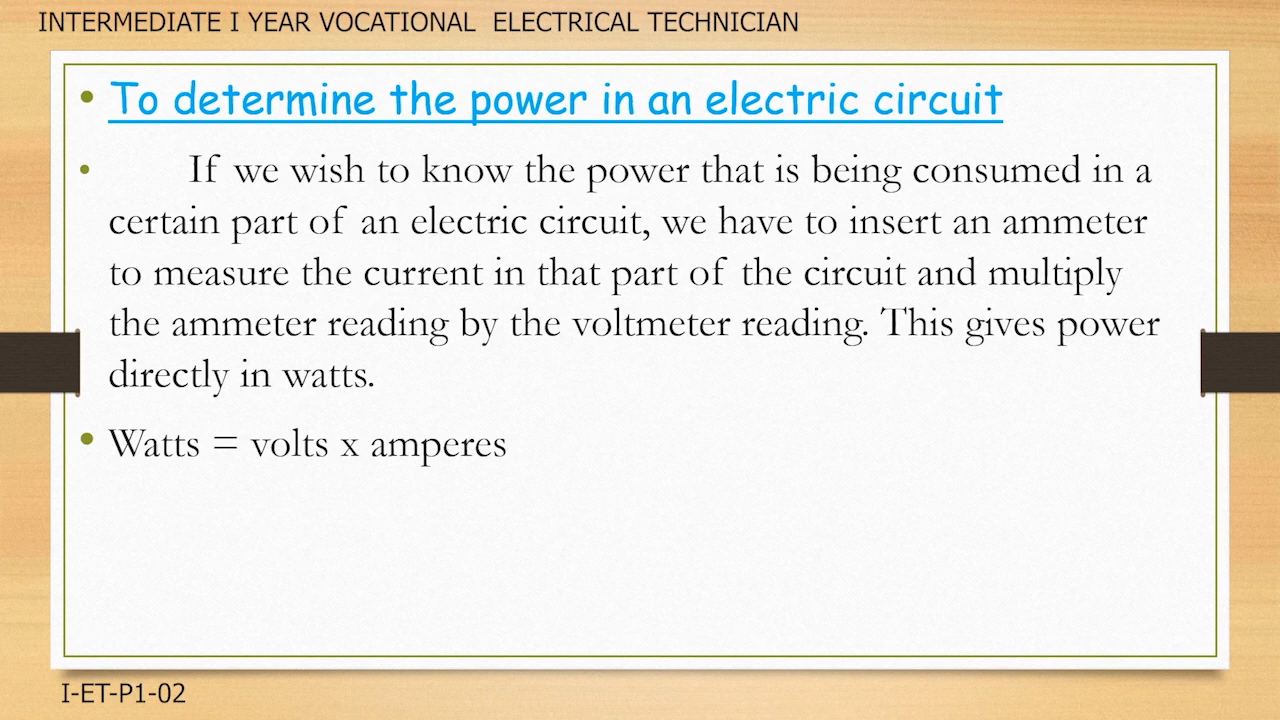 INTERMEDIATE I YEAR VOCATIONAL ELECTRICAL TECHNICIAN
• To determine the power in an electric circuit
• If we wish to know the power that is being consumed in a
certain part of an electric circuit, we have to insert an ammeter
to measure the current in that part of the circuit and multiply
the ammeter reading by the voltmeter reading. This gives power
directly in watts.
• Watts = volts x amperes
I-ET-P1-02